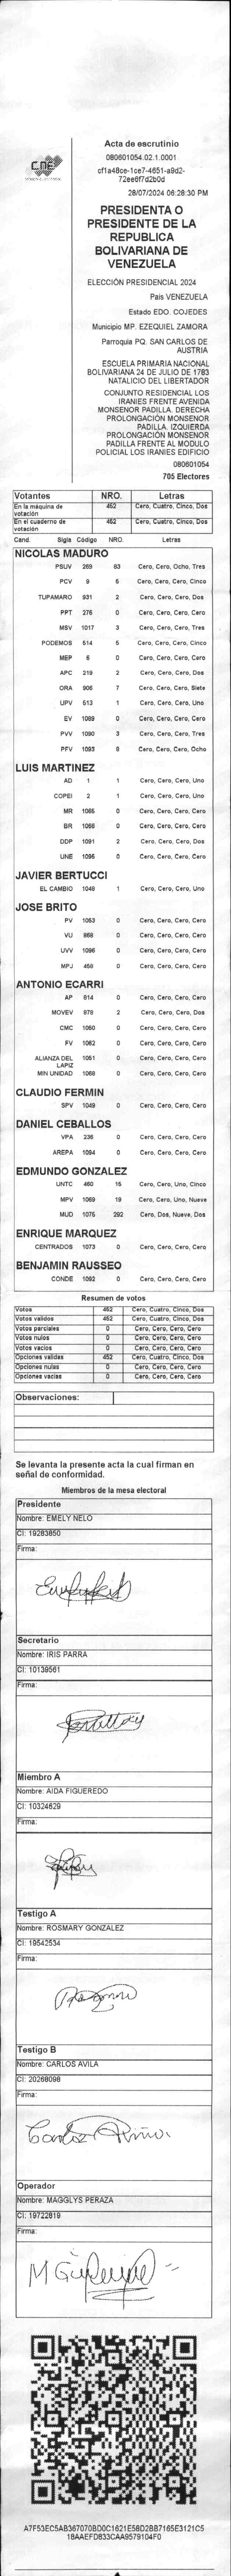 CNE
Acta de escrutinio
080601054.02.1.0001
cf1a48ce-1ce7-4651-a9d2-
72ee6f7d2b0d
28/07/2024 06:28:30 PM
PRESIDENTA O
PRESIDENTE DE LA
REPUBLICA
BOLIVARIANA DE
VENEZUELA
ELECCIÓN PRESIDENCIAL 2024
Pais VENEZUELA
Estado EDO. COJEDES
Municipio MP. EZEQUIEL ZAMORA
Parroquia PQ. SAN CARLOS DE
AUSTRIA
ESCUELA PRIMARIA NACIONAL
BOLIVARIANA 24 DE JULIO DE 1783
NATALICIO DEL LIBERTADOR
CONJUNTO RESIDENCIAL LOS
IRANIES FRENTE AVENIDA
MONSENOR PADILLA. DERECHA
PROLONGACIÓN MONSENOR
PADILLA. IZQUIERDA
PROLONGACIÓN MONSENOR
PADILLA FRENTE AL MÓDULO
POLICIAL LOS IRANIES EDIFICIO
080601054
705 Electores
Votantes NRO. Letras
En la máquina de votación 452 Cero, Cuatro, Cinco, Dos
En el cuaderno de votación 452 Cero, Cuatro, Cinco, Dos
Cand. Sigla Código NRO. Letras
NICOLAS MADURO
PSUV 269 83 Cero, Cero, Ocho, Tres
PCV 9 5 Cero, Cero, Cero, Cinco
TUPAMARO 931 2 Cero, Cero, Cero, Dos
PPT 276 0 Cero, Cero, Cero, Cero
MSV 1017 3 Cero, Cero, Cero, Tres
PODEMOS 514 5 Cero, Cero, Cero, Cinco
MEP 6 0 Cero, Cero, Cero, Cero
APC 219 2 Cero, Cero, Cero, Dos
ORA 906 7 Cero, Cero, Cero, Siete
UPV 513 1 Cero, Cero, Cero, Uno
EV 1089 0 Cero, Cero, Cero, Cero
PVV 1090 3 Cero, Cero, Cero, Tres
PFV 1093 8 Cero, Cero, Cero, Ocho
LUIS MARTINEZ
AD 1 1 Cero, Cero, Cero, Uno
COPEI 2 1 Cero, Cero, Cero, Uno
MR 1065 0 Cero, Cero, Cero, Cero
BR 1066 0 Cero, Cero, Cero, Cero
DDP 1091 2 Cero, Cero, Cero, Dos
UNE 1095 0 Cero, Cero, Cero, Cero
JAVIER BERTUCCI
EL CAMBIO 1048 1 Cero, Cero, Cero, Uno
JOSE BRITO
PV 1053 0 Cero, Cero, Cero, Cero
VU 868 0 Cero, Cero, Cero, Cero
UVV 1096 0 Cero, Cero, Cero, Cero
MPJ 458 0 Cero, Cero, Cero, Cero
ANTONIO ECARRI
AP 814 0 Cero, Cero, Cero, Cero
MOVEV 978 2 Cero, Cero, Cero, Dos
CMC 1050 0 Cero, Cero, Cero, Cero
FV 1062 0 Cero, Cero, Cero, Cero
ALIANZA DEL LAPIZ 1051 0 Cero, Cero, Cero, Cero
MIN UNIDAD 1068 0 Cero, Cero, Cero, Cero
CLAUDIO FERMIN
SPV 1049 0 Cero, Cero, Cero, Cero
DANIEL CEBALLOS
VPA 236 0 Cero, Cero, Cero, Cero
AREPA 1094 0 Cero, Cero, Cero, Cero
EDMUNDO GONZALEZ
UNTC 460 15 Cero, Cero, Uno, Cinco
MPV 1069 19 Cero, Cero, Uno, Nueve
MUD 1075 292 Cero, Dos, Nueve, Dos
ENRIQUE MARQUEZ
CENTRADOS 1073 0 Cero, Cero, Cero, Cero
BENJAMIN RAUSSEO
CONDE 1092 0 Cero, Cero, Cero, Cero
Resumen de votos
Votos 452 Cero, Cuatro, Cinco, Dos
Votos validos 452 Cero, Cuatro, Cinco, Dos
Votos parciales 0 Cero, Cero, Cero, Cero
Votos nulos 0 Cero, Cero, Cero, Cero
Votos vacios 0 Cero, Cero, Cero, Cero
Opciones validas 452 Cero, Cuatro, Cinco, Dos
Opciones nulas 0 Cero, Cero, Cero, Cero
Opciones vacias 0 Cero, Cero, Cero, Cero
Observaciones:
Se levanta la presente acta la cual firman en
señal de conformidad.
Miembros de la mesa electoral
Presidente
Nombre: EMELY NELO
CI: 19283850
Firma:
Secretario
Nombre: IRIS PARRA
CI: 10139561
Firma:
Miembro A
Nombre: AIDA FIGUEREDO
CI: 10324629
Firma:
Testigo A
Nombre: ROSMARY GONZALEZ
CI: 19542534
Firma:
Testigo B
Nombre: CARLOS AVILA
CI: 20268098
Firma:
Operador
Nombre: MAGGLYS PERAZA
CI: 19722819
Firma:
A7F53EC5AB367070BD0C1621E58D2BB7165E3121C5
18AAEFD833CAA9579104F0